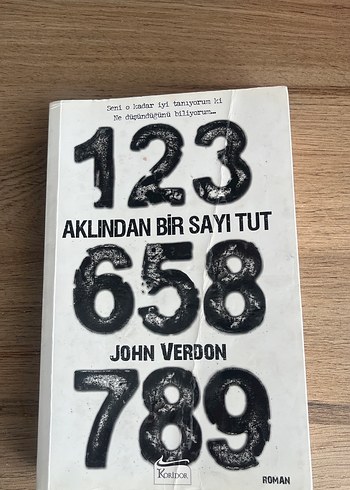 Seni o kadar iyi tanıyorum ki
Ne düşündüğünü biliyorum...
123
AKLINDAN BİR SAYI TUT
658
JOHN VERDON
789
KORİDOR
ROMAN